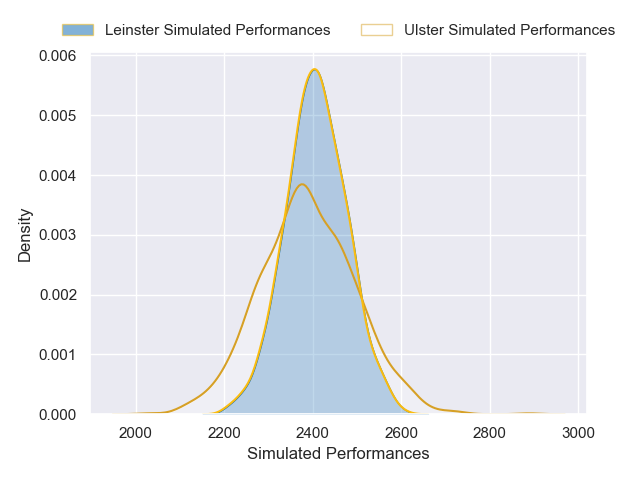 Leinster Simulated Performances Ulster Simulated Performances
0.006
0.005
0.004
0.003
0.002
0.001
0.000
Density
2000 2200 2400 2600 2800 3000
Simulated Performances